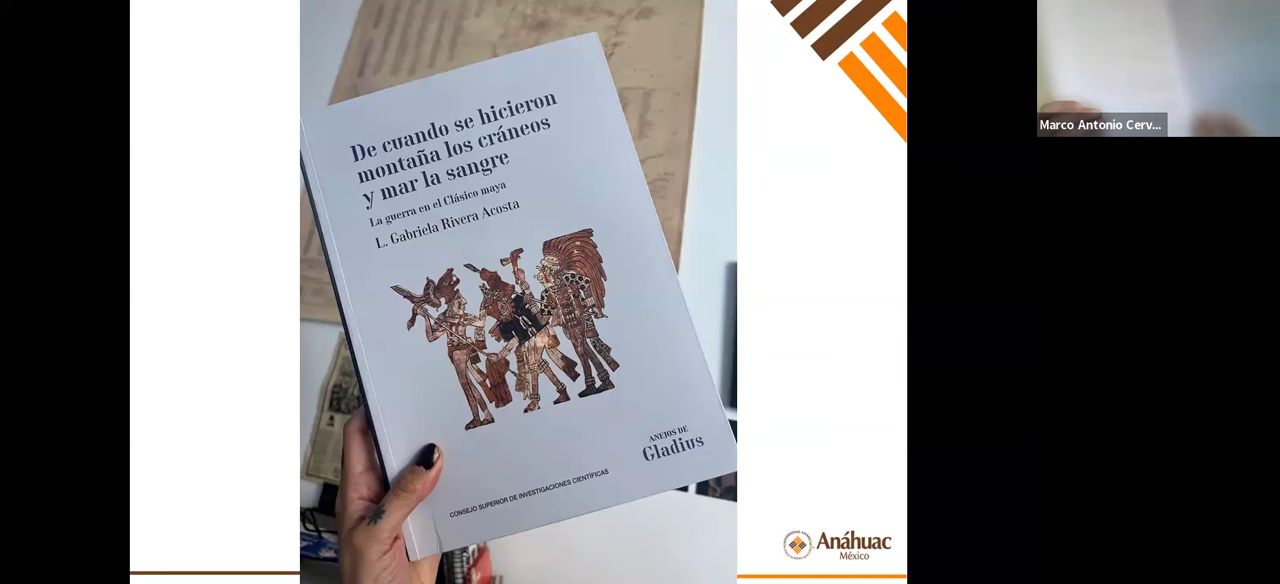 De cuando se hicieron
montaña los cráneos
y mar la sangre
La guerra en el Clásico maya
L. Gabriela Rivera Acosta
ANEJOS DE
Gladius
CONSEJO SUPERIOR DE INVESTIGACIONES CIENTÍFICAS
Marco Antonio Cerv...
Anáhuac
México